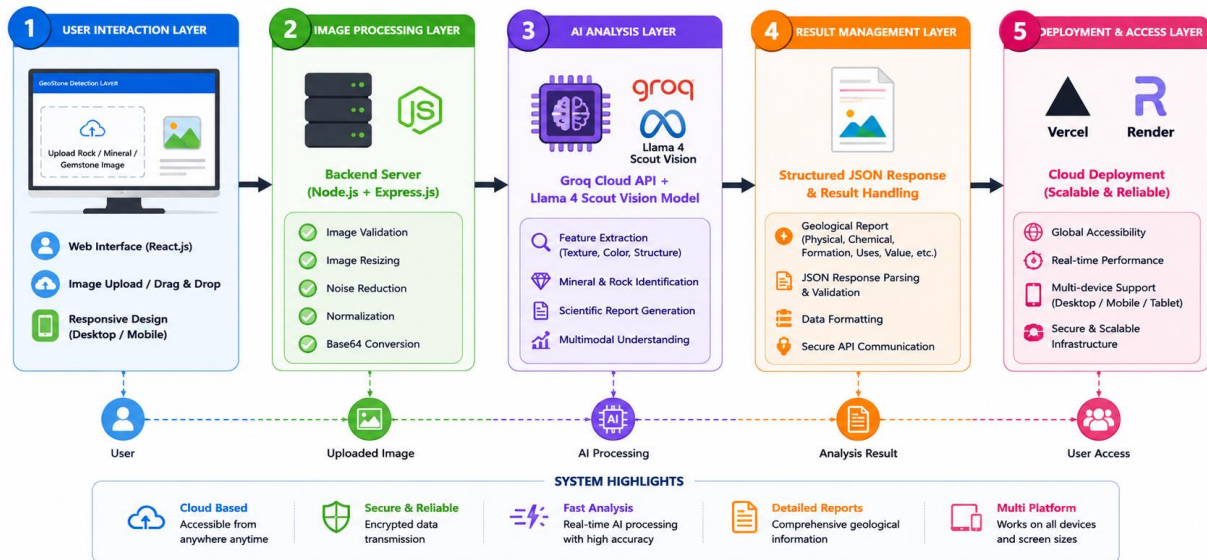 1
USER INTERACTION LAYER
GeoStone Detection LAYER
Upload Rock / Mineral /
Gemstone Image
Web Interface (React.js)
Image Upload / Drag & Drop
Responsive Design
(Desktop / Mobile)
2
IMAGE PROCESSING LAYER
JS
Backend Server
(Node.js + Express.js)
Image Validation
Image Resizing
Noise Reduction
Normalization
Base64 Conversion
3
AI ANALYSIS LAYER
groq
Llama 4
Scout Vision
Groq Cloud API +
Llama 4 Scout Vision Model
Feature Extraction
(Texture, Color, Structure)
Mineral & Rock Identification
Scientific Report Generation
Multimodal Understanding
4
RESULT MANAGEMENT LAYER
Structured JSON Response
& Result Handling
Geological Report
(Physical, Chemical,
Formation, Uses, Value, etc.)
JSON Response Parsing
& Validation
Data Formatting
Secure API Communication
5
DEPLOYMENT & ACCESS LAYER
Vercel
R
Render
Cloud Deployment
(Scalable & Reliable)
Global Accessibility
Real-time Performance
Multi-device Support
(Desktop / Mobile / Tablet)
Secure & Scalable
Infrastructure
User
Uploaded Image
AI
AI Processing
Analysis Result
User Access
SYSTEM HIGHLIGHTS
Cloud Based
Accessible from
anywhere anytime
Secure & Reliable
Encrypted data
transmission
Fast Analysis
Real-time AI processing
with high accuracy
Detailed Reports
Comprehensive geological
information
Multi Platform
Works on all devices
and screen sizes